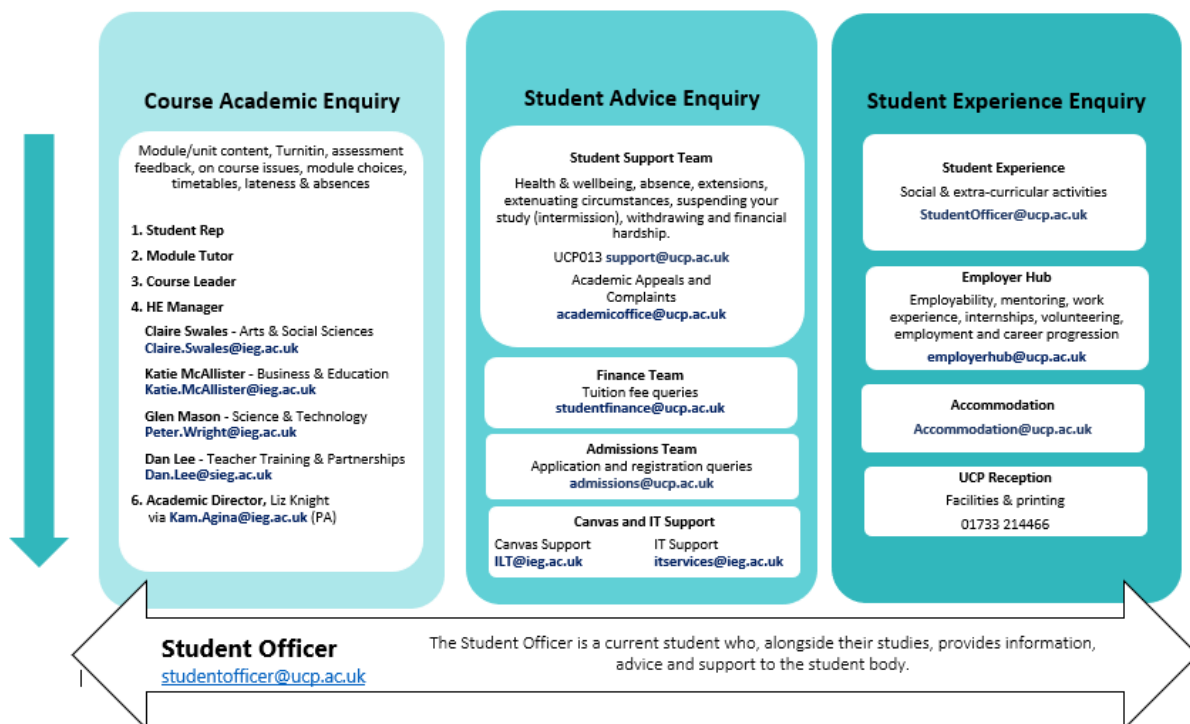 Course Academic Enquiry
Module/unit content, Turnitin, assessment
feedback, on course issues, module choices,
timetables, lateness & absences
1. Student Rep
2. Module Tutor
3. Course Leader
4. HE Manager
Claire Swales - Arts & Social Sciences
Claire.Swales@ieg.ac.uk
Katie McAllister - Business & Education
Katie.McAllister@ieg.ac.uk
Glen Mason - Science & Technology
Peter.Wright@ieg.ac.uk
Dan Lee - Teacher Training & Partnerships
Dan.Lee@sieg.ac.uk
6. Academic Director, Liz Knight
via Kam.Agina@ieg.ac.uk (PA)
Student Advice Enquiry
Student Support Team
Health & wellbeing, absence, extensions,
extenuating circumstances, suspending your
study (intermission), withdrawing and financial
hardship.
UCP013 support@ucp.ac.uk
Academic Appeals and
Complaints
academicoffice@ucp.ac.uk
Finance Team
Tuition fee queries
studentfinance@ucp.ac.uk
Admissions Team
Application and registration queries
admissions@ucp.ac.uk
Canvas and IT Support
Canvas Support IT Support
ILT@ieg.ac.uk itservices@ieg.ac.uk
Student Experience Enquiry
Student Experience
Social & extra-curricular activities
StudentOfficer@ucp.ac.uk
Employer Hub
Employability, mentoring, work
experience, internships, volunteering,
employment and career progression
employerhub@ucp.ac.uk
Accommodation
Accommodation@ucp.ac.uk
UCP Reception
Facilities & printing
01733 214466
Student Officer
studentofficer@ucp.ac.uk
The Student Officer is a current student who, alongside their studies, provides information,
advice and support to the student body.